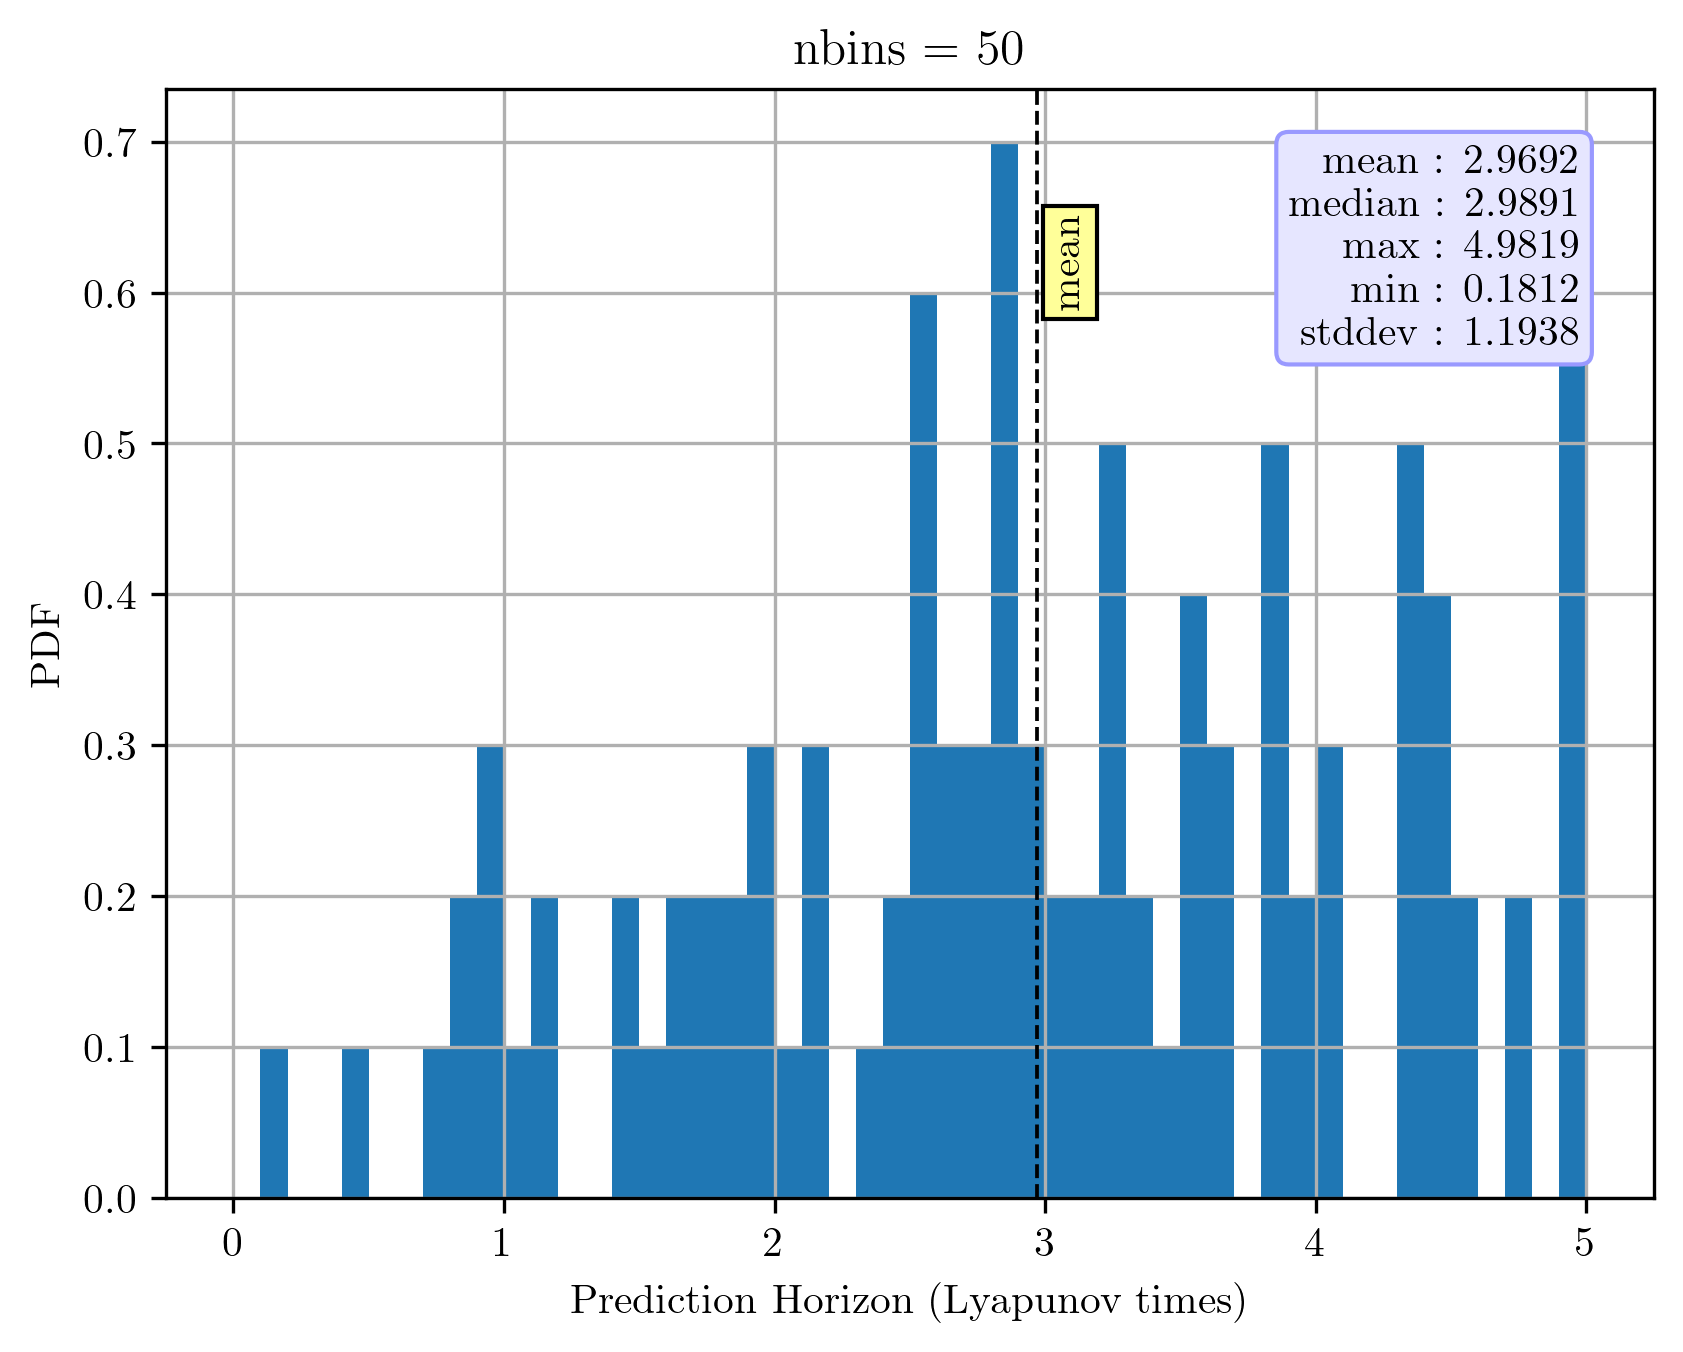 nbins = 50
0.7
0.6
0.5
0.4
0.3
0.2
0.1
0.0
PDF
mean
mean : 2.9692
median : 2.9891
max : 4.9819
min : 0.1812
stddev : 1.1938
0 1 2 3 4 5
Prediction Horizon (Lyapunov times)